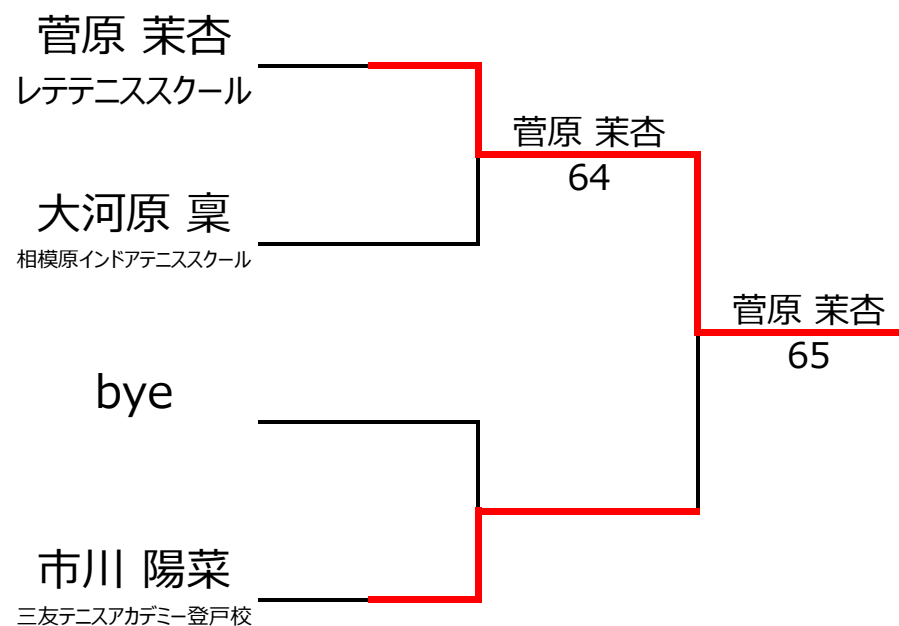 菅原 茉杏
レテテニススクール
菅原 茉杏
64
大河原 稟
相模原インドアテニススクール
菅原 茉杏
65
bye
市川 陽菜
三友テニスアカデミー登戸校